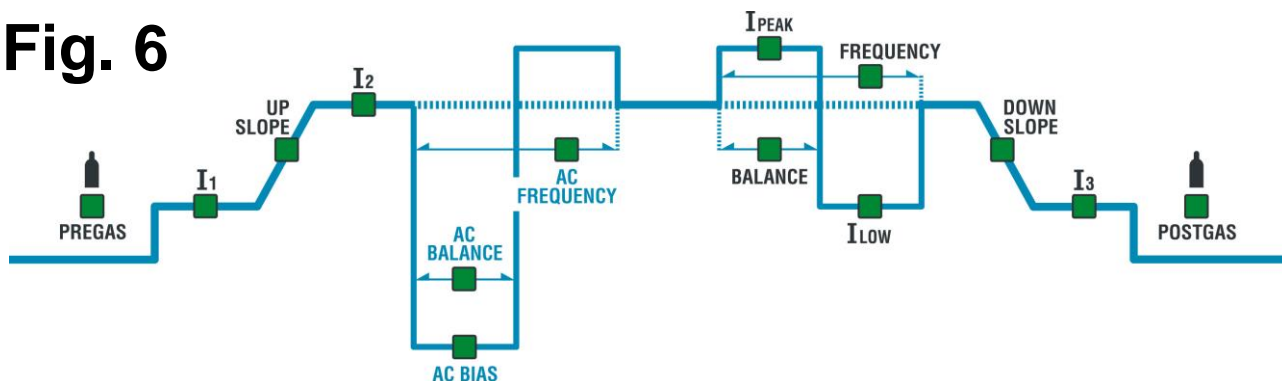 Fig. 6
PREGAS
I1
UP
SLOPE
I2
AC
BALANCE
AC BIAS
AC
FREQUENCY
IPEAK
BALANCE
FREQUENCY
ILOW
DOWN
SLOPE
I3
POSTGAS